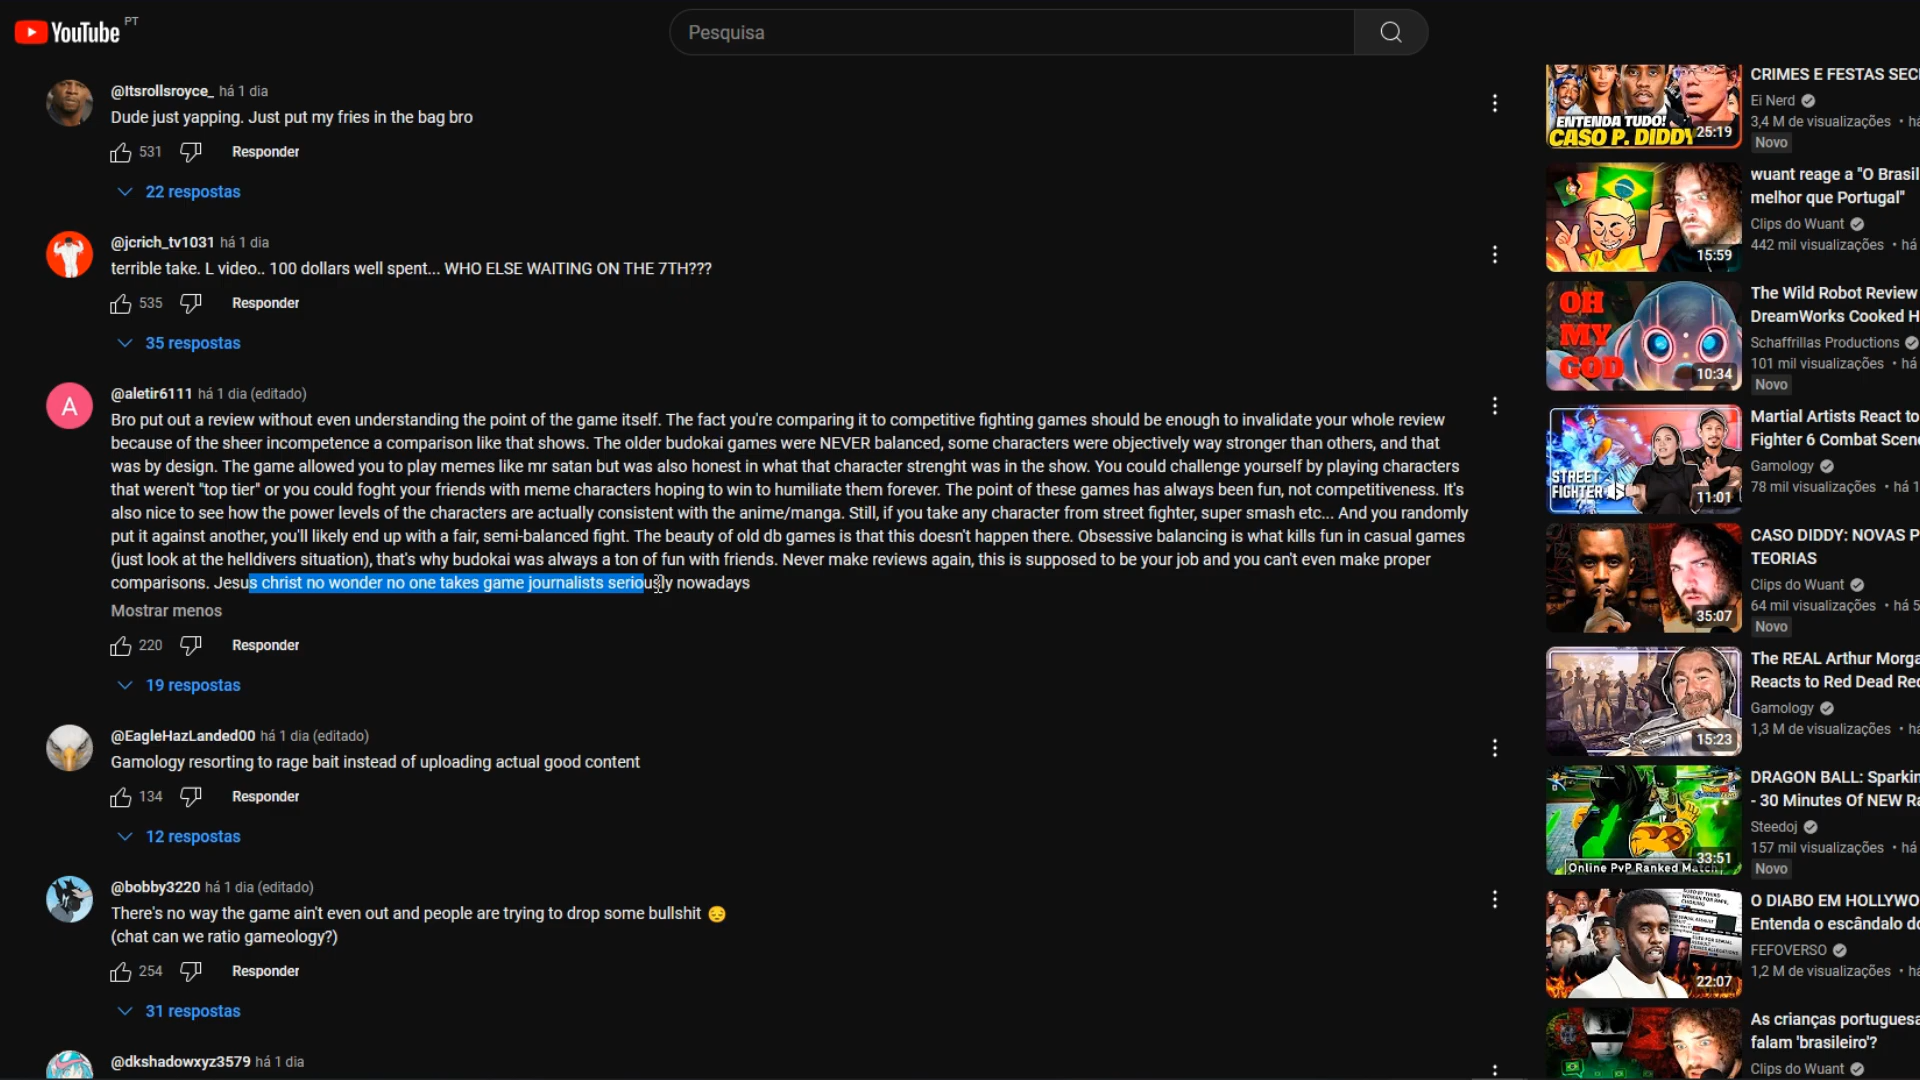 YouTube PT
Pesquisa
@Itsrollsroyce_ há 1 dia
Dude just yapping. Just put my fries in the bag bro
531 Responder
22 respostas
@jcrich_tv1031 há 1 dia
terrible take. L video.. 100 dollars well spent... WHO ELSE WAITING ON THE 7TH???
535 Responder
35 respostas
A
@aletir6111 há 1 dia (editado)
Bro put out a review without even understanding the point of the game itself. The fact you're comparing it to competitive fighting games should be enough to invalidate your whole review
because of the sheer incompetence a comparison like that shows. The older budokai games were NEVER balanced, some characters were objectively way stronger than others, and that
was by design. The game allowed you to play memes like mr satan but was also honest in what that character strenght was in the show. You could challenge yourself by playing characters
that weren't "top tier" or you could foght your friends with meme characters hoping to win to humiliate them forever. The point of these games has always been fun, not competitiveness. It's
also nice to see how the power levels of the characters are actually consistent with the anime/manga. Still, if you take any character from street fighter, super smash etc... And you randomly
put it against another, you'll likely end up with a fair, semi-balanced fight. The beauty of old db games is that this doesn't happen there. Obsessive balancing is what kills fun in casual games
(just look at the helldivers situation), that's why budokai was always a ton of fun with friends. Never make reviews again, this is supposed to be your job and you can't even make proper
comparisons. Jesus christ no wonder no one takes game journalists seriously nowadays
Mostrar menos
220 Responder
19 respostas
@EagleHazLanded00 há 1 dia (editado)
Gamology resorting to rage bait instead of uploading actual good content
134 Responder
12 respostas
@bobby3220 há 1 dia (editado)
There's no way the game ain't even out and people are trying to drop some bullshit 😔
(chat can we ratio gameology?)
254 Responder
31 respostas
@dkshadowxyz3579 há 1 dia
ENTENDA TUDO!
CASO P. DIDDY
25:19
CRIMES E FESTAS SEC
Ei Nerd
3,4 M de visualizações • há
Novo
15:59
wuant reage a "O Brasil
melhor que Portugal"
Clips do Wuant
442 mil visualizações • há
OH
MY
GOD
10:34
The Wild Robot Review
DreamWorks Cooked H
Schaffrillas Productions
101 mil visualizações • há
Novo
STREET
FIGHTER
11:01
Martial Artists React to
Fighter 6 Combat Scene
Gamology
78 mil visualizações • há 1
35:07
CASO DIDDY: NOVAS P
TEORIAS
Clips do Wuant
64 mil visualizações • há 5
Novo
15:23
The REAL Arthur Morga
Reacts to Red Dead Red
Gamology
1,3 M de visualizações • há
33:51
Online PvP Ranked Match
DRAGON BALL: Sparkin
- 30 Minutes Of NEW Ra
Steedoj
157 mil visualizações • há
Novo
22:07
O DIABO EM HOLLYWO
Entenda o escândalo do
FEFOVERSO
1,2 M de visualizações • há
As crianças portuguesa
falam 'brasileiro'?
Clips do Wuant